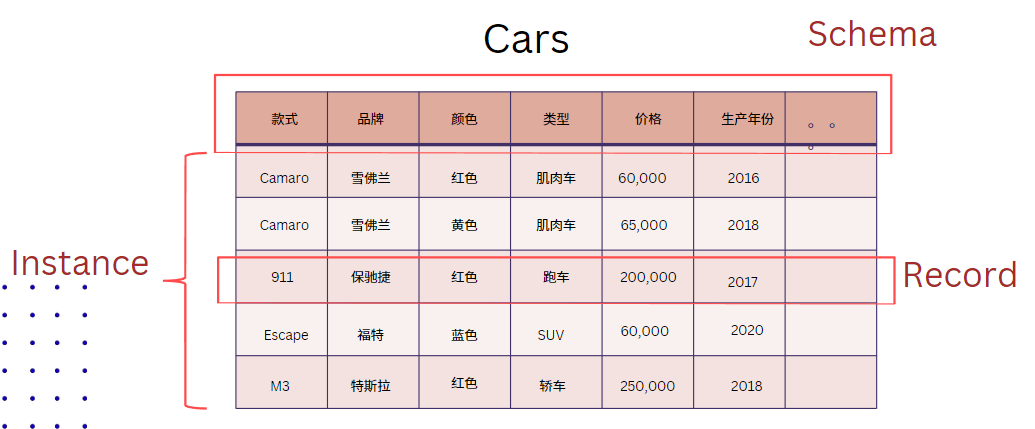 Cars
Schema
款式 品牌 颜色 类型 价格 生产年份 。。
。
Camaro 雪佛兰 红色 肌肉车 60,000 2016
Camaro 雪佛兰 黄色 肌肉车 65,000 2018
Instance
911 保驰捷 红色 跑车 200,000 2017
Record
Escape 福特 蓝色 SUV 60,000 2020
M3 特斯拉 红色 轿车 250,000 2018